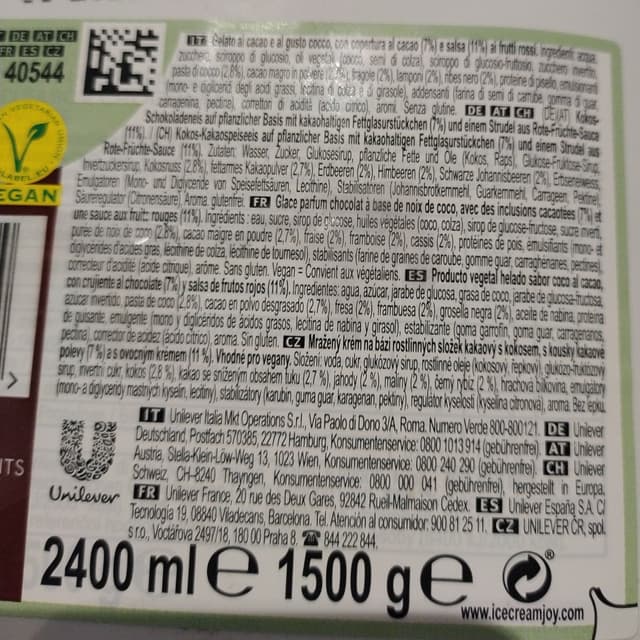 IT DE AT CH
FR ES CZ
40544
IT Gelato al cacao e al gusto cocco, con copertura al cacao (7%) e salsa (11%) ai frutti rossi. Ingredienti: acqua,
zucchero, sciroppo di glucosio, oli vegetali (cocco, semi di colza), sciroppo di glucosio-fruttosio, zucchero invertito,
pasta di cocco (2,8%), cacao magro in polvere (2,7%), fragole (2%), lamponi (2%), ribes nero (2%), proteine di pisello, emulsionanti
(mono- e digliceridi degli acidi grassi, lecitina di colza e di girasole), addensanti (farina di semi di carrube, gomma di guar,
carragenina, pectina), correttori di acidità (acido citrico), aromi. Senza glutine. DE AT CH (DE/AT) Kokos-
Schokoladeneis auf pflanzlicher Basis mit kakaohaltigen Fettglasurstückchen (7%) und einem Strudel aus Rote-Früchte-Sauce
(11%). / (CH) Kokos-Kakaospeiseeis auf pflanzlicher Basis mit kakaohaltigen Fettglasurstückchen (7%) und einem Strudel aus
Rote-Früchte-Sauce (11%). Zutaten: Wasser, Zucker, Glukosesirup, pflanzliche Fette und Öle (Kokos, Raps), Glukose-Fruktose-Sirup,
Invertzuckersirup, Kokosnuss (2,8%), fettarmes Kakaopulver (2,7%), Erdbeeren (2%), Himbeeren (2%), Schwarze Johannisbeeren (2%), Erbseneiweiss,
Emulgatoren (Mono- und Diglyceride von Speisefettsäuren, Lecithine), Stabilisatoren (Johannisbrotkernmehl, Guarkernmehl, Carrageen, Pektine),
Säureregulator (Citronensäure), Aroma. glutenfrei. FR Glace parfum chocolat à base de noix de coco, avec des inclusions cacaotées (7%) et
une sauce aux fruits rouges (11%). Ingrédients : eau, sucre, sirop de glucose, huiles végétales (coco, colza), sirop de glucose-fructose, sucre inverti,
purée de noix de coco (2,8%), cacao maigre en poudre (2,7%), fraise (2%), framboise (2%), cassis (2%), protéines de pois, émulsifiants (mono- et
diglycérides d'acides gras, lécithine de colza, lécithine de tournesol), stabilisants (farine de graines de caroube, gomme guar, carraghénanes, pectines),
correcteur d'acidité (acide citrique), arôme. Sans gluten. Vegan = Convient aux végétaliens. ES Producto vegetal helado sabor coco al cacao,
con crujiente al chocolate (7%) y salsa de frutos rojos (11%). Ingredientes: agua, azúcar, jarabe de glucosa, grasa de coco, jarabe de glucosa-fructosa,
azúcar invertido, pasta de coco (2,8%), cacao en polvo desgrasado (2,7%), fresa (2%), frambuesa (2%), grosella negra (2%), aceite de nabina, proteína
de guisante, emulgente (mono y diglicéridos de ácidos grasos, lecitina de nabina y girasol), estabilizante (goma garrofín, goma guar, carragenanos,
pectina), corrector de acidez (ácido cítrico), aroma. Sin gluten. CZ Mražený krém na bázi rostlinných složek kakaový s kokosem, s kousky kakaové
polevy (7 %) a s ovocným krémem (11 %). Vhodné pro vegany. Složení: voda, cukr, glukózový sirup, rostlinné oleje (kokosový, řepkový), glukózo-fruktózový
sirup, invertní cukr, kokos (2,8 %), kakao se sníženým obsahem tuku (2,7 %), jahody (2 %), maliny (2 %), černý rybíz (2 %), hrachová bílkovina, emulgátory
(mono- a diglyceridy mastných kyselin, lecitiny), stabilizátory (karubin, guma guar, karagenan, pektiny), regulátor kyselosti (kyselina citronová), aroma. Bez lepku.
IT Unilever Italia Mkt Operations S.r.l., Via Paolo di Dono 3/A, Roma. Numero Verde 800-800121. DE Unilever
Deutschland, Postfach 570385, 22772 Hamburg, Konsumentenservice: 0800 1013 914 (gebührenfrei). AT Unilever
Austria, Stella-Klein-Löw-Weg 13, 1023 Wien, Konsumentenservice: 0800 240 290 (gebührenfrei). CH Unilever
Schweiz, CH–8240 Thayngen, Konsumentenservice: 0800 000 041 (gebührenfrei), hergestellt in Europa.
FR Unilever France, 20 rue des Deux Gares, 92842 Rueil-Malmaison Cedex. ES Unilever España S.A. C/
Tecnología 19, 08840 Viladecans, Barcelona. Tel. Atención al consumidor: 900 81 25 11. CZ UNILEVER ČR, spol.
s r.o., Voctářova 2497/18, 180 00 Praha 8. ☎ 844 222 844.
VEGAN
Unilever
2400 ml e 1500 g e
www.icecreamjoy.com